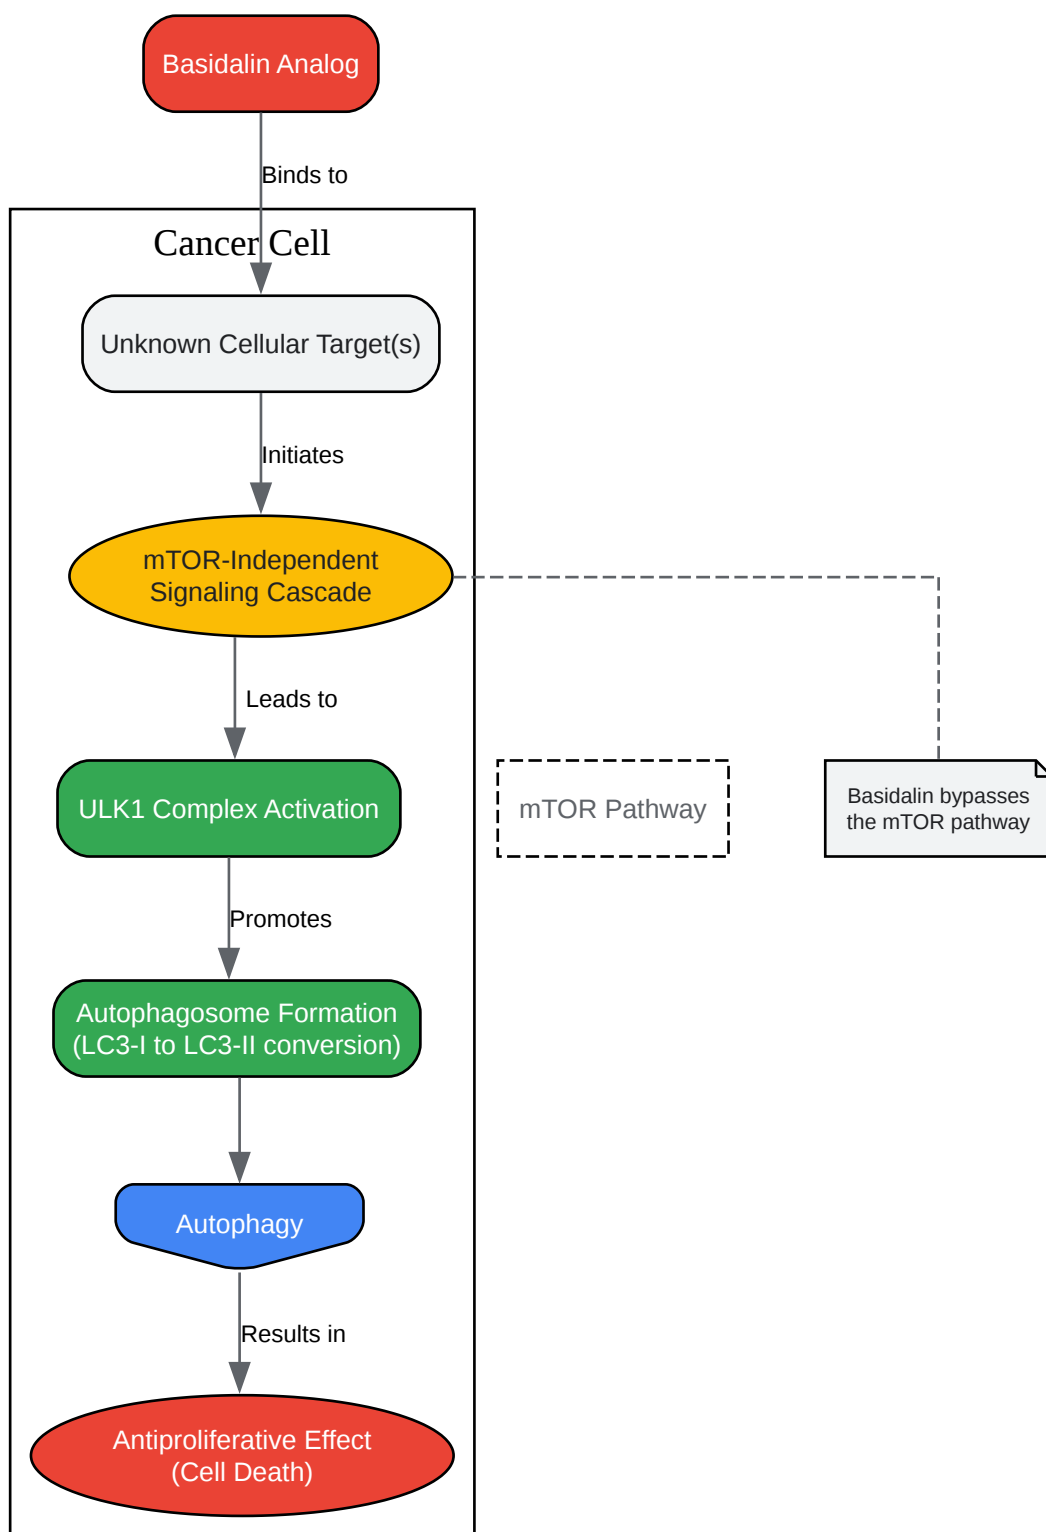 Basidalin Analog
Binds to
Cancer Cell
Unknown Cellular Target(s)
Initiates
mTOR-Independent
Signaling Cascade
Leads to
ULK1 Complex Activation
mTOR Pathway
Basidalin bypasses
the mTOR pathway
Promotes
Autophagosome Formation
(LC3-I to LC3-II conversion)
Autophagy
Results in
Antiproliferative Effect
(Cell Death)